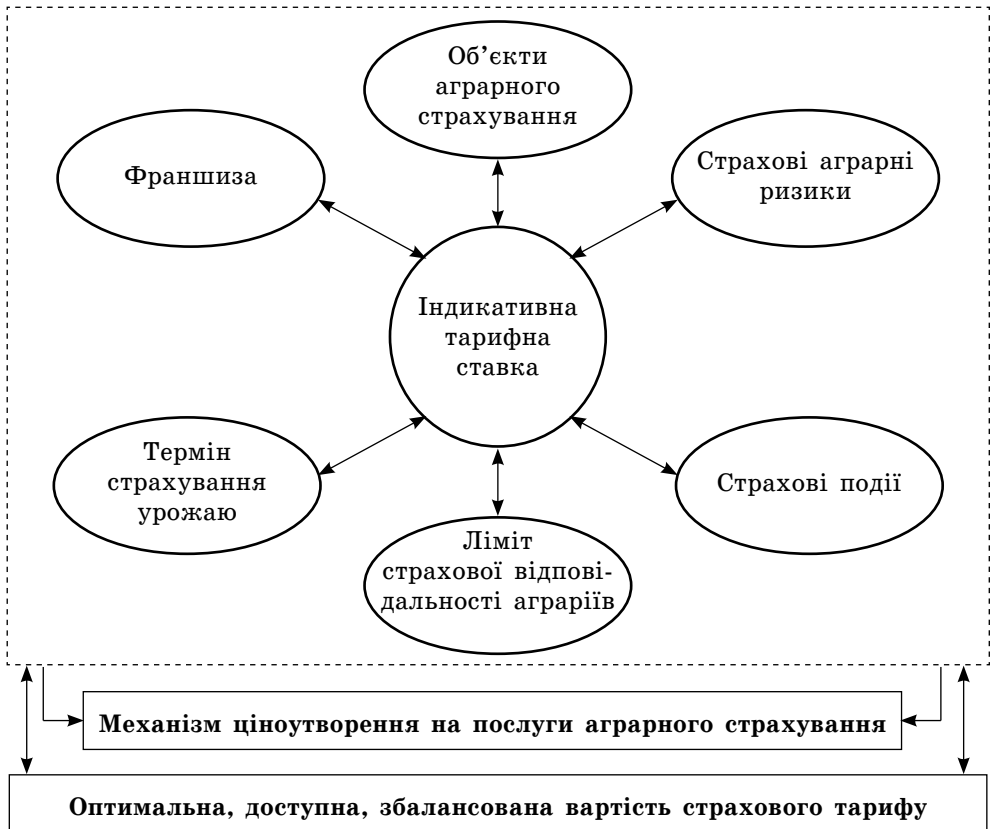 Об’єкти
аграрного
страхування
Франшиза
Страхові аграрні
ризики
Індикативна
тарифна
ставка
Термін
страхування
урожаю
Страхові події
Ліміт
страхової відпові-
дальності аграріїв
Механізм ціноутворення на послуги аграрного страхування
Оптимальна, доступна, збалансована вартість страхового тарифу